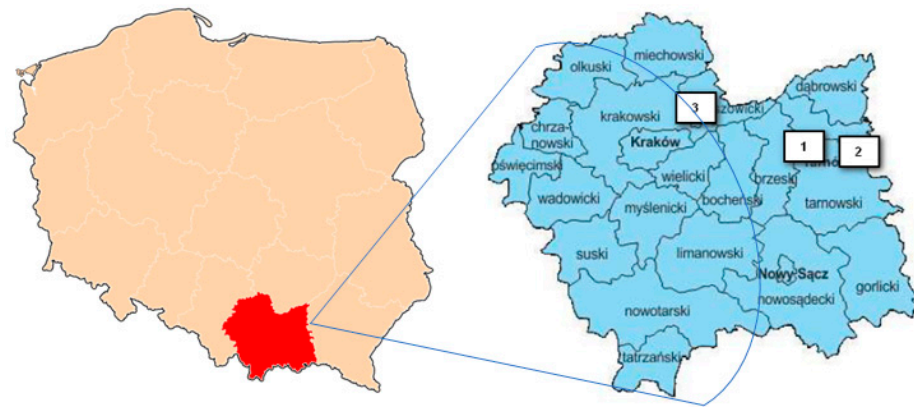 miechowski
olkuski
dąbrowski
3
szowicki
krakowski
chrza-
nowski
Kraków
1
2
oświęcimski
wielicki
brzeski
wadowicki
bocheński
tarnowski
myślenicki
suski
limanowski
Nowy Sącz
gorlicki
nowosądecki
nowotarski
tatrzański